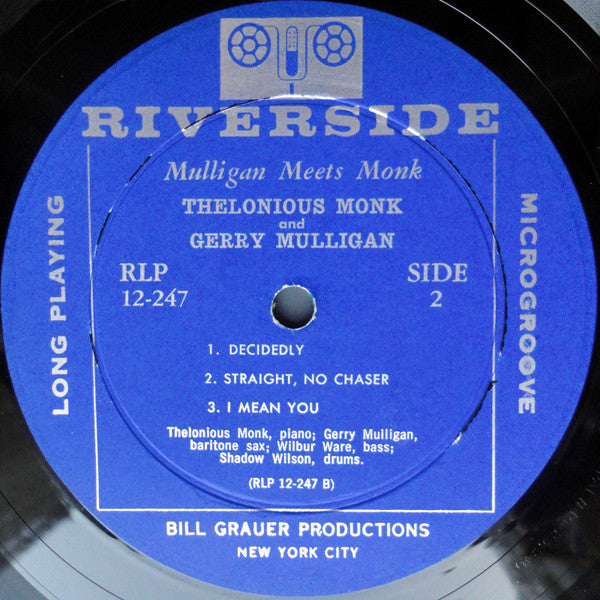 RIVERSIDE
Mulligan Meets Monk
THELONIOUS MONK
and
GERRY MULLIGAN
RLP
12-247
SIDE
2
LONG PLAYING
MICROGROOVE
1. DECIDEDLY
2. STRAIGHT, NO CHASER
3. I MEAN YOU
Thelonious Monk, piano; Gerry Mulligan,
baritone sax; Wilbur Ware, bass;
Shadow Wilson, drums.
(RLP 12-247 B)
BILL GRAUER PRODUCTIONS
NEW YORK CITY